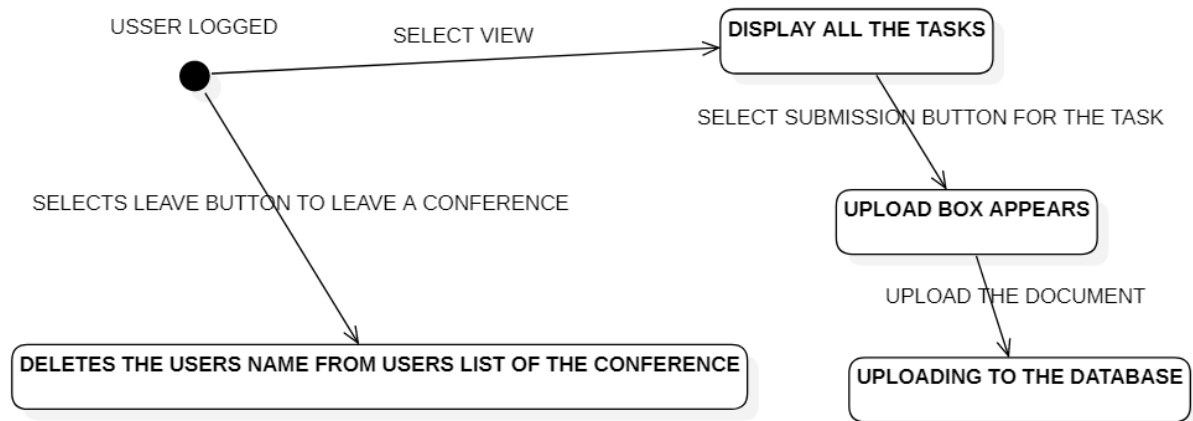 USSER LOGGED
SELECT VIEW
DISPLAY ALL THE TASKS
SELECT SUBMISSION BUTTON FOR THE TASK
SELECTS LEAVE BUTTON TO LEAVE A CONFERENCE
UPLOAD BOX APPEARS
UPLOAD THE DOCUMENT
DELETES THE USERS NAME FROM USERS LIST OF THE CONFERENCE
UPLOADING TO THE DATABASE